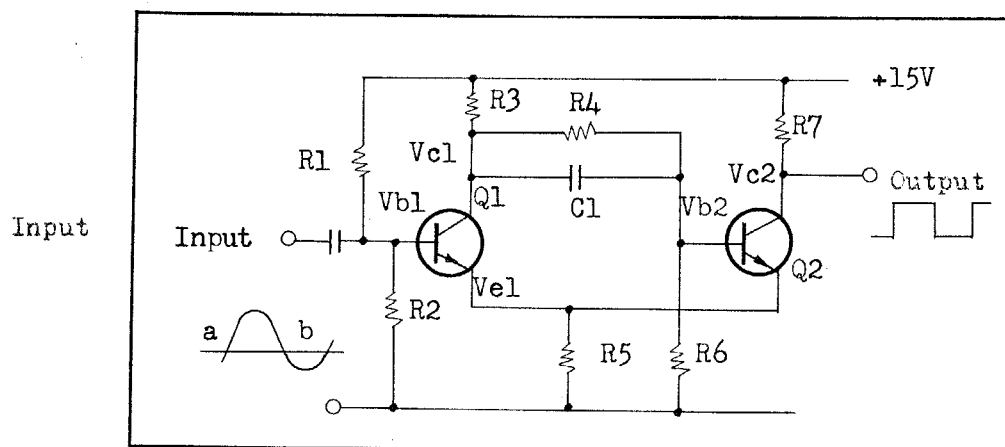 +15V
R3
R4
R7
R1
Vc1
Vc2
Output
Vb1
Q1
C1
Vb2
Input
Input
Q2
Ve1
R2
a
b
R5
R6